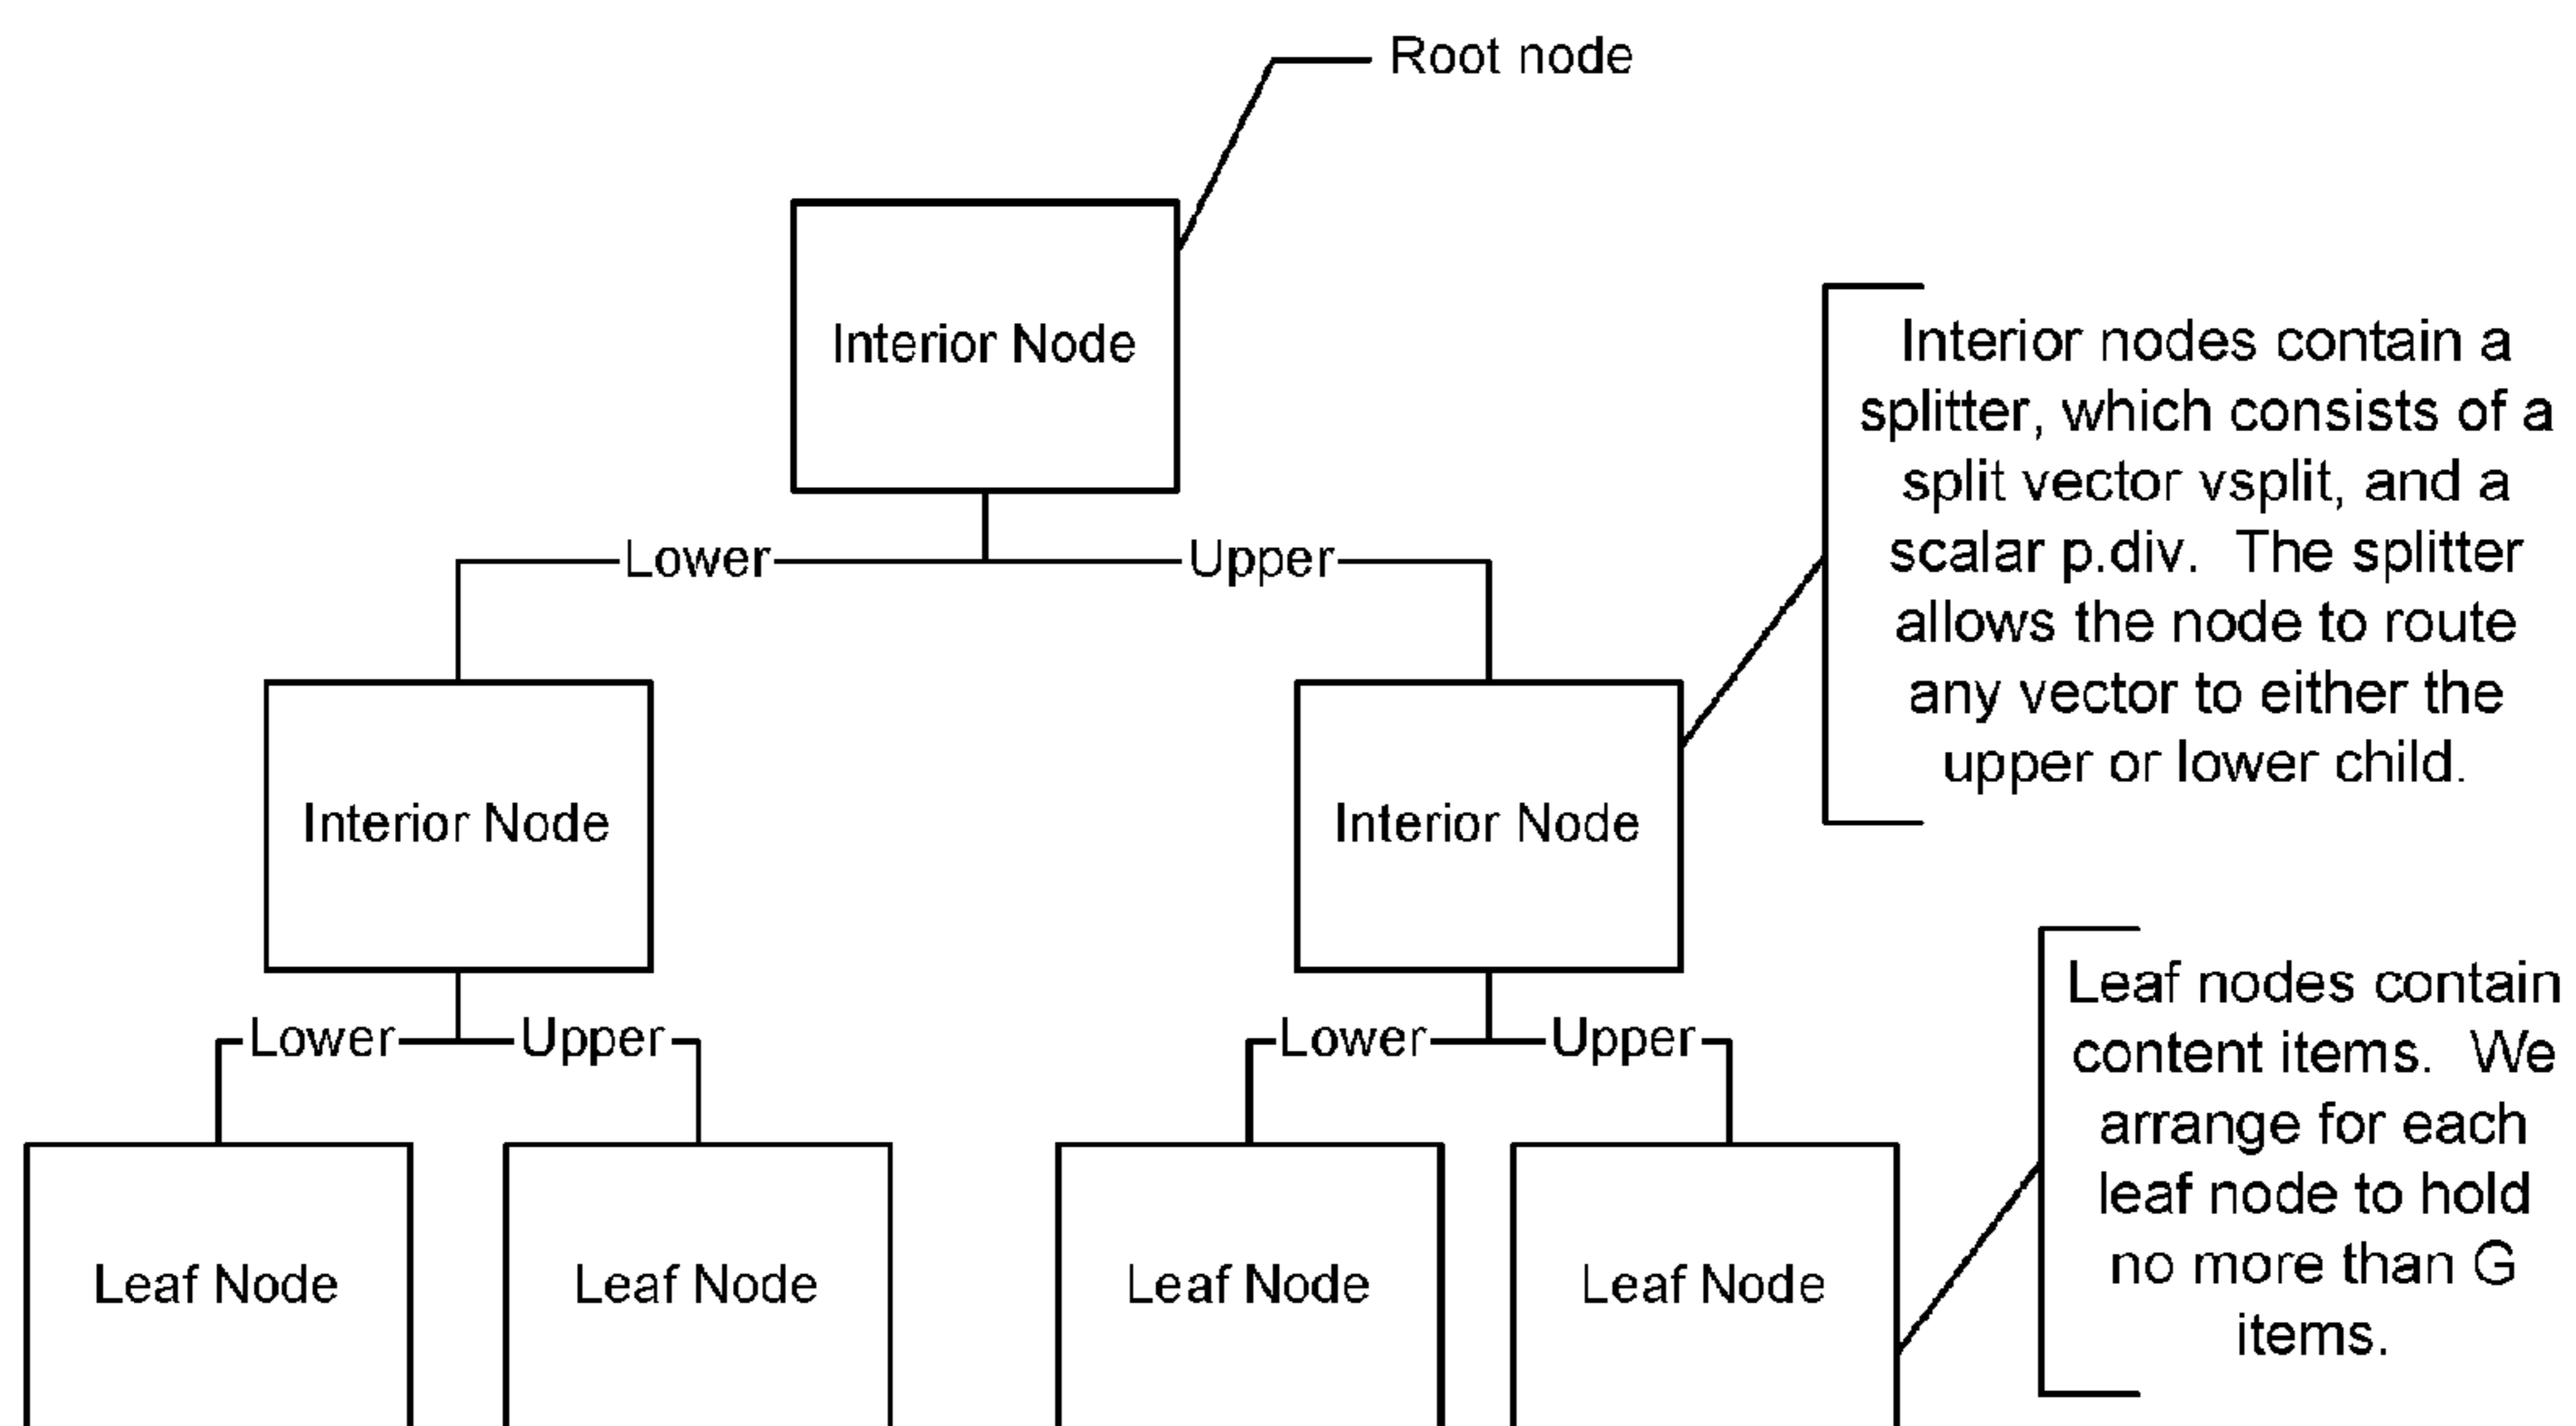 Root node
Interior Node
Interior nodes contain a
splitter, which consists of a
split vector vsplit, and a
scalar p.div.  The splitter
allows the node to route
any vector to either the
upper or lower child.
Lower
Upper
Interior Node
Interior Node
Leaf nodes contain
content items.  We
arrange for each
leaf node to hold
no more than G
items.
Lower
Upper
Lower
Upper
Leaf Node
Leaf Node
Leaf Node
Leaf Node